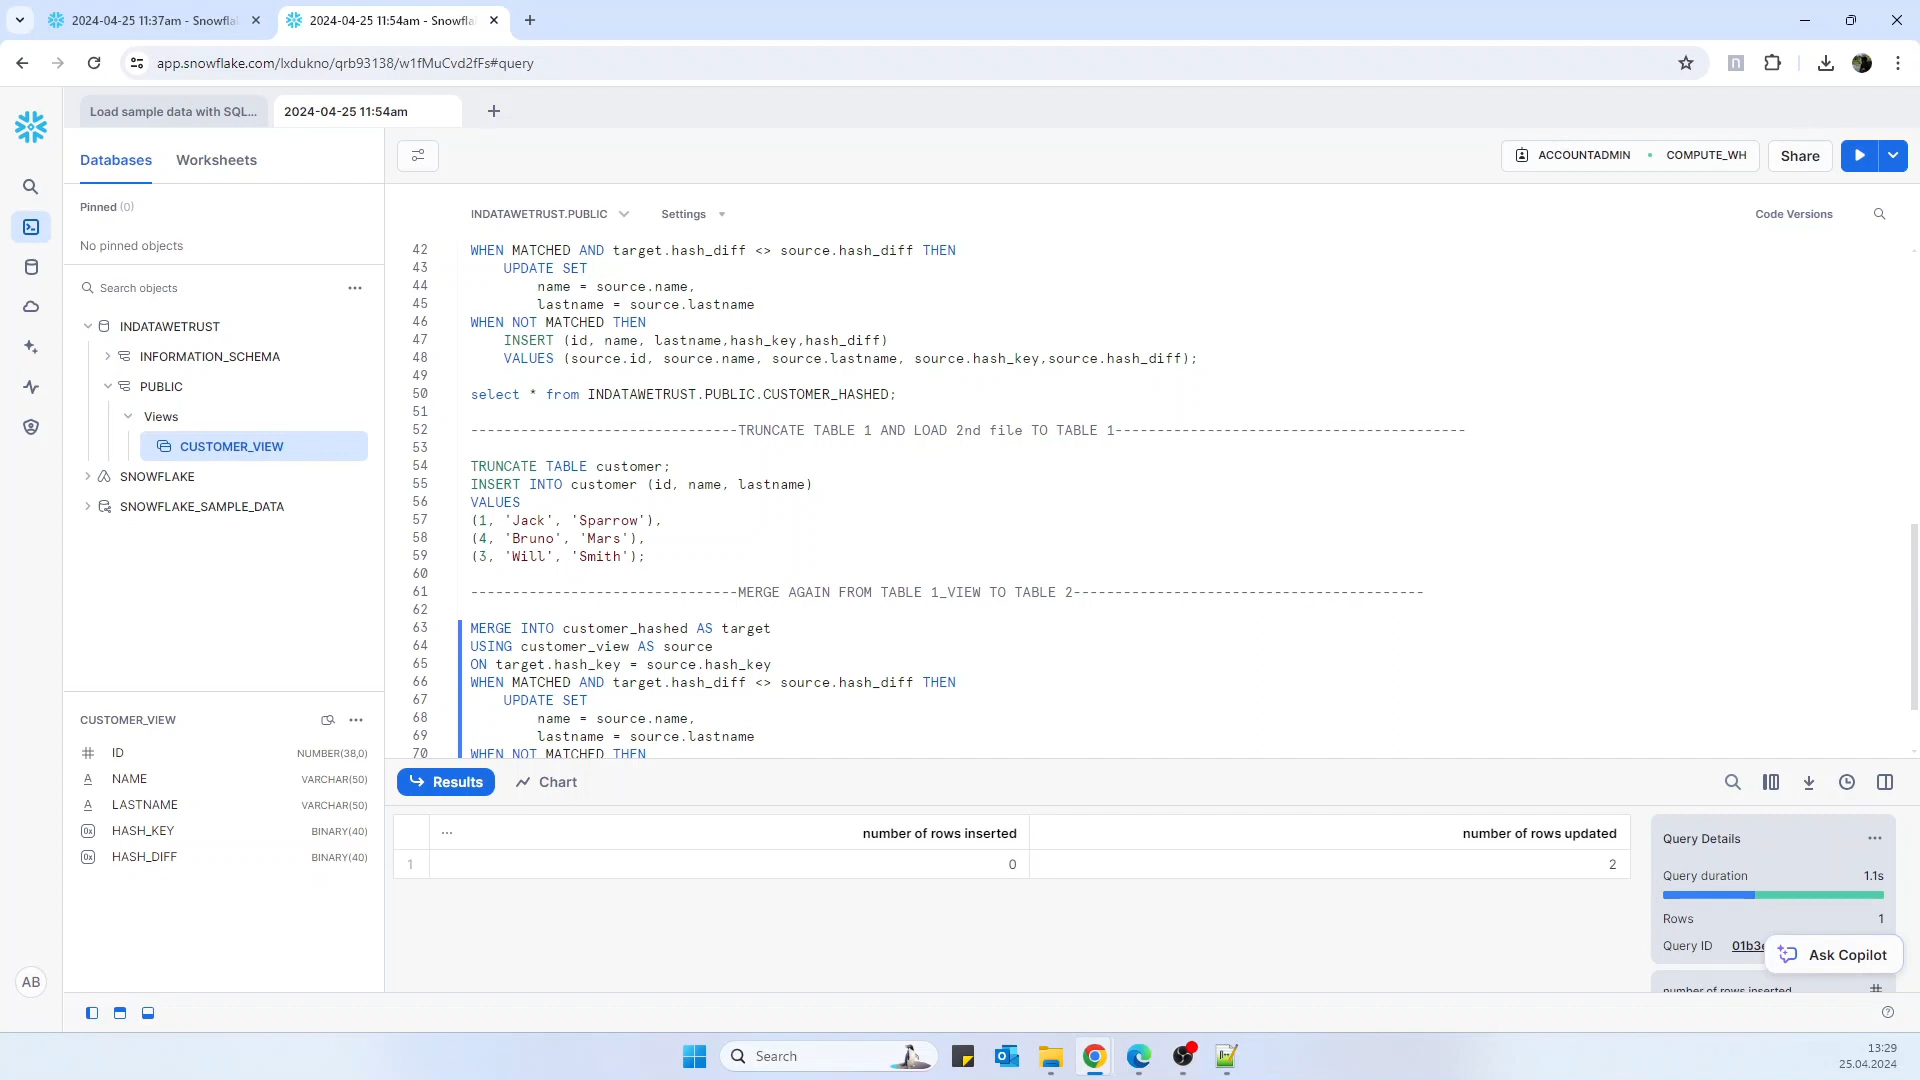 2024-04-25 11:37am - Snowfla
2024-04-25 11:54am - Snowfla
app.snowflake.com/lxdukno/qrb93138/w1fMuCvd2fFs#query
Load sample data with SQL...
2024-04-25 11:54am
Databases
Worksheets
ACCOUNTADMIN
COMPUTE_WH
Share
Pinned (0)
No pinned objects
Search objects
INDATAWETRUST
INFORMATION_SCHEMA
PUBLIC
Views
CUSTOMER_VIEW
SNOWFLAKE
SNOWFLAKE_SAMPLE_DATA
INDATAWETRUST.PUBLIC
Settings
Code Versions
42 WHEN MATCHED AND target.hash_diff <> source.hash_diff THEN
43 UPDATE SET
44 name = source.name,
45 lastname = source.lastname
46 WHEN NOT MATCHED THEN
47 INSERT (id, name, lastname,hash_key,hash_diff)
48 VALUES (source.id, source.name, source.lastname, source.hash_key,source.hash_diff);
49
50 select * from INDATAWETRUST.PUBLIC.CUSTOMER_HASHED;
51
52 --------------------------------TRUNCATE TABLE 1 AND LOAD 2nd file TO TABLE 1------------------------------------------
53
54 TRUNCATE TABLE customer;
55 INSERT INTO customer (id, name, lastname)
56 VALUES
57 (1, 'Jack', 'Sparrow'),
58 (4, 'Bruno', 'Mars'),
59 (3, 'Will', 'Smith');
60
61 --------------------------------MERGE AGAIN FROM TABLE 1_VIEW TO TABLE 2------------------------------------------
62
63 MERGE INTO customer_hashed AS target
64 USING customer_view AS source
65 ON target.hash_key = source.hash_key
66 WHEN MATCHED AND target.hash_diff <> source.hash_diff THEN
67 UPDATE SET
68 name = source.name,
69 lastname = source.lastname
70 WHEN NOT MATCHED THEN
CUSTOMER_VIEW
ID NUMBER(38,0)
NAME VARCHAR(50)
LASTNAME VARCHAR(50)
HASH_KEY BINARY(40)
HASH_DIFF BINARY(40)
Results
Chart
... number of rows inserted number of rows updated
1 0 2
Query Details
Query duration 1.1s
Rows 1
Query ID 01b3e
Ask Copilot
number of rows inserted
AB
Search
13:29
25.04.2024